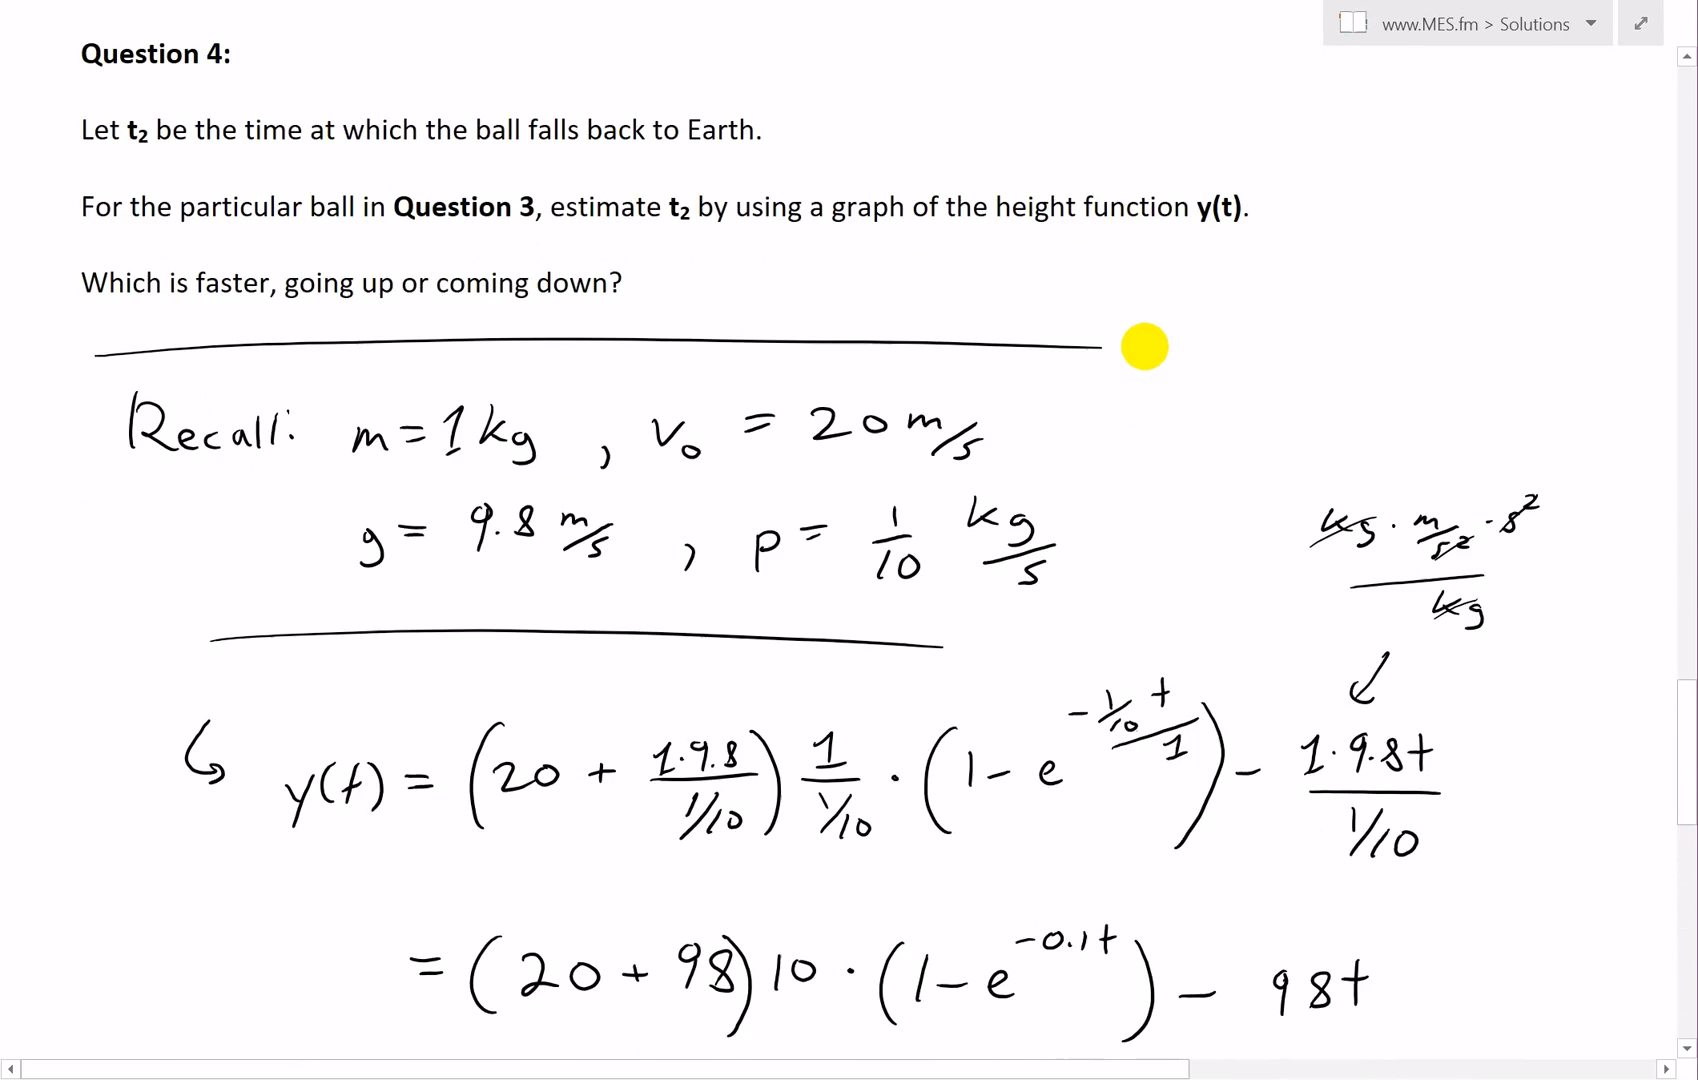 www.MES.fm > Solutions
Question 4:
Let t₂ be the time at which the ball falls back to Earth.
For the particular ball in Question 3, estimate t₂ by using a graph of the height function y(t).
Which is faster, going up or coming down?
Recall: m = 1 kg , v₀ = 20 m/s
g = 9.8 m/s , p = 1/10 kg/s
kg · m/s² · s² / kg
y(t) = (20 + 1·9.8 / 1/10) 1 / 1/10 · (1 - e^(-1/10 t / 1)) - 1·9.8t / 1/10
= (20 + 98) 10 · (1 - e^(-0.1t)) - 98t